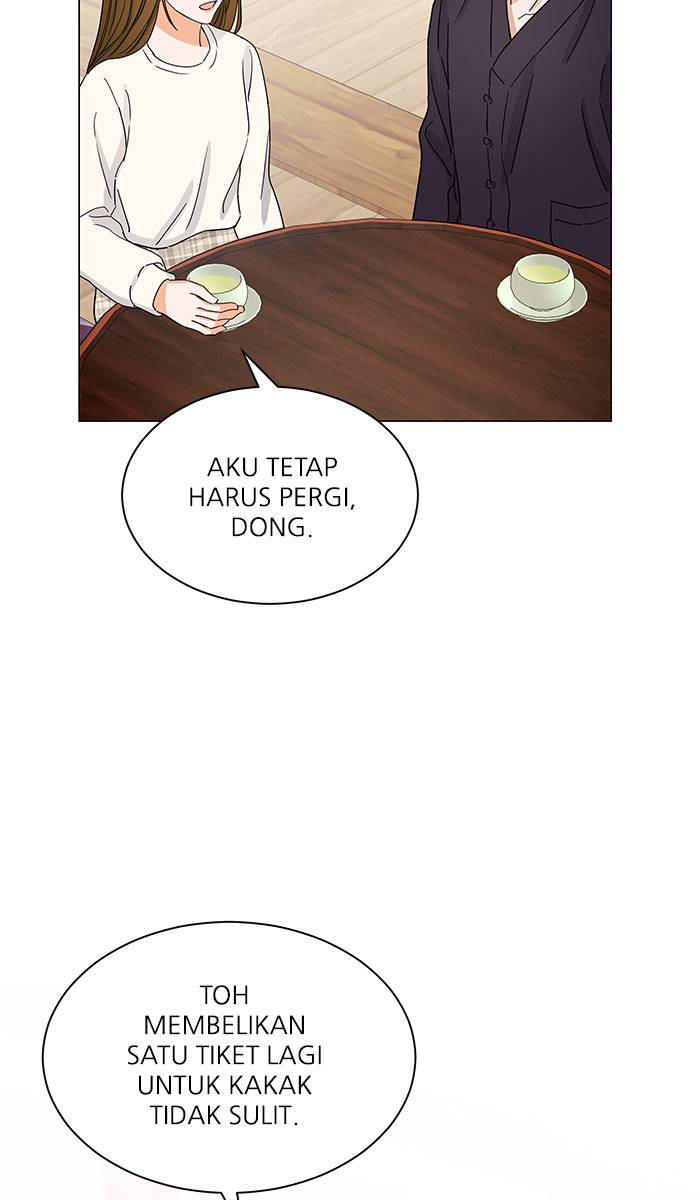 AKU TETAP
HARUS PERGI,
DONG.
TOH
MEMBELIKAN
SATU TIKET LAGI
UNTUK KAKAK
TIDAK SULIT.